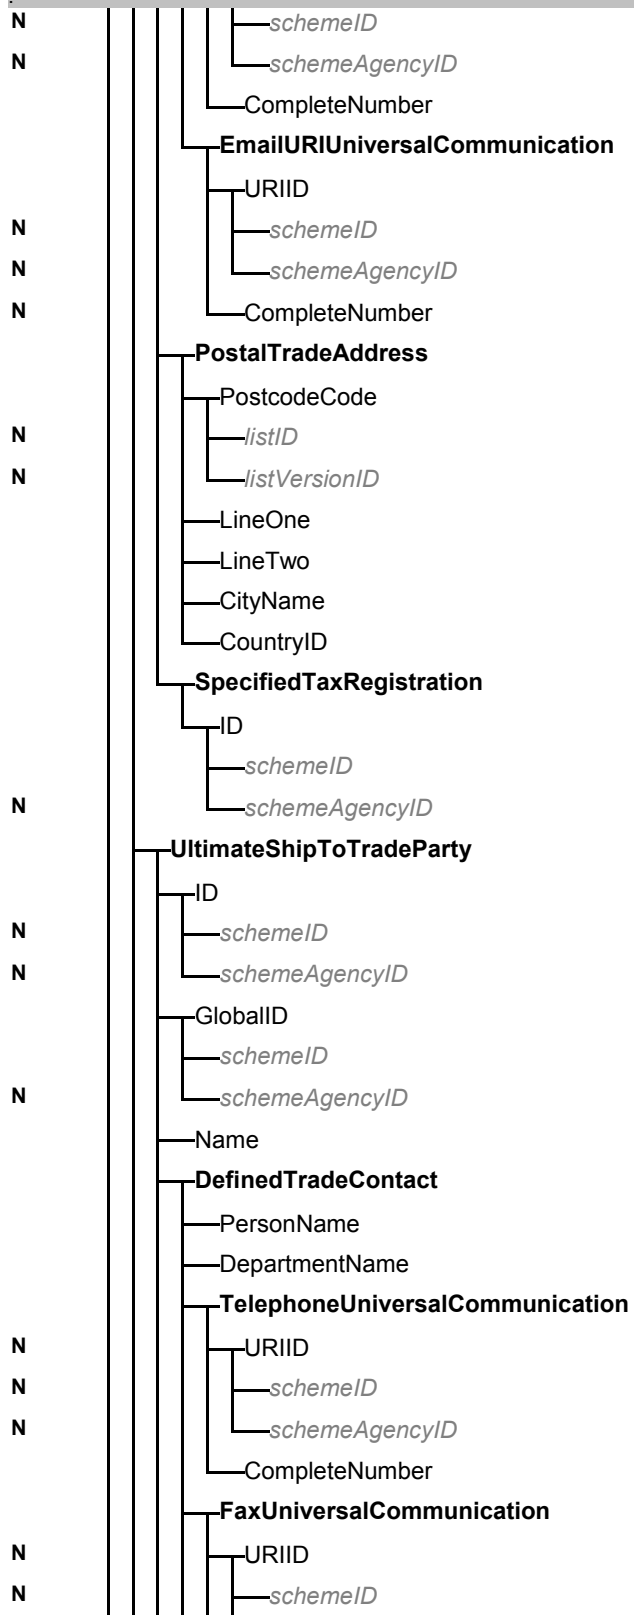 N schemeID
N schemeAgencyID
CompleteNumber
EmailURIUniversalCommunication
URIID
N schemeID
N schemeAgencyID
N CompleteNumber
PostalTradeAddress
PostcodeCode
N listID
N listVersionID
LineOne
LineTwo
CityName
CountryID
SpecifiedTaxRegistration
ID
schemeID
N schemeAgencyID
UltimateShipToTradeParty
ID
N schemeID
N schemeAgencyID
GlobalID
schemeID
N schemeAgencyID
Name
DefinedTradeContact
PersonName
DepartmentName
TelephoneUniversalCommunication
N URIID
N schemeID
N schemeAgencyID
CompleteNumber
FaxUniversalCommunication
N URIID
N schemeID